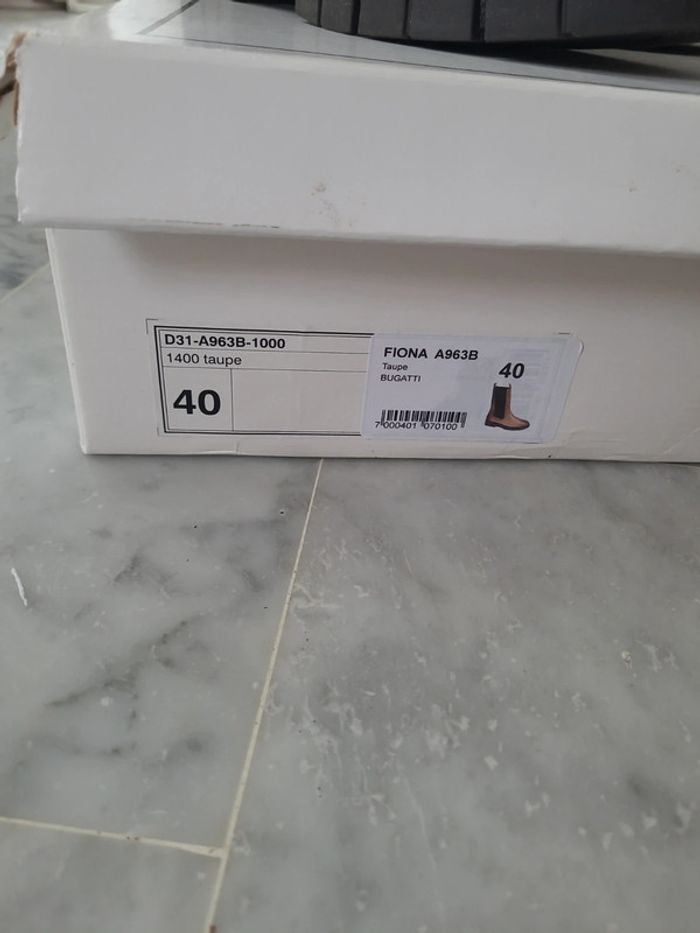 D31-A963B-1000
1400 taupe
40
FIONA A963B
Taupe
40
BUGATTI
7 000401 070100